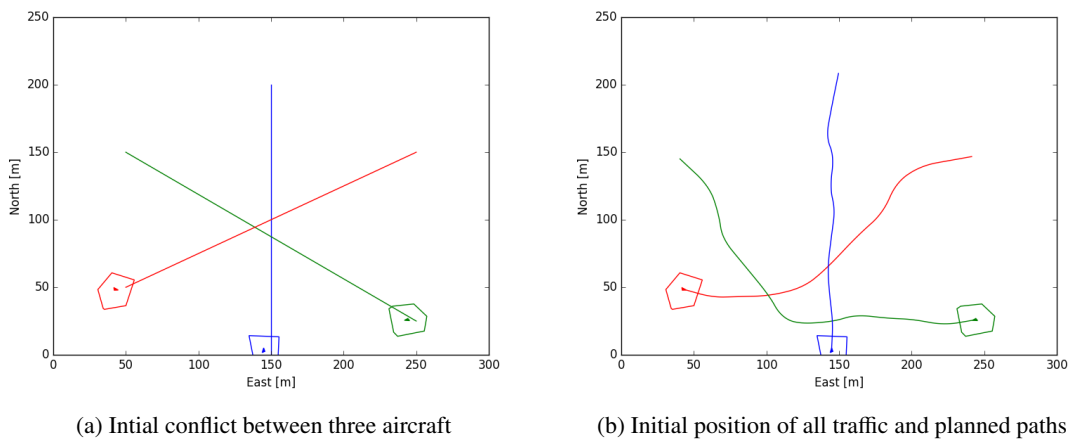 250
200
150
100
50
0
North [m]
0 50 100 150 200 250 300
East [m]
(a) Intial conflict between three aircraft
250
200
150
100
50
0
North [m]
0 50 100 150 200 250 300
East [m]
(b) Initial position of all traffic and planned paths